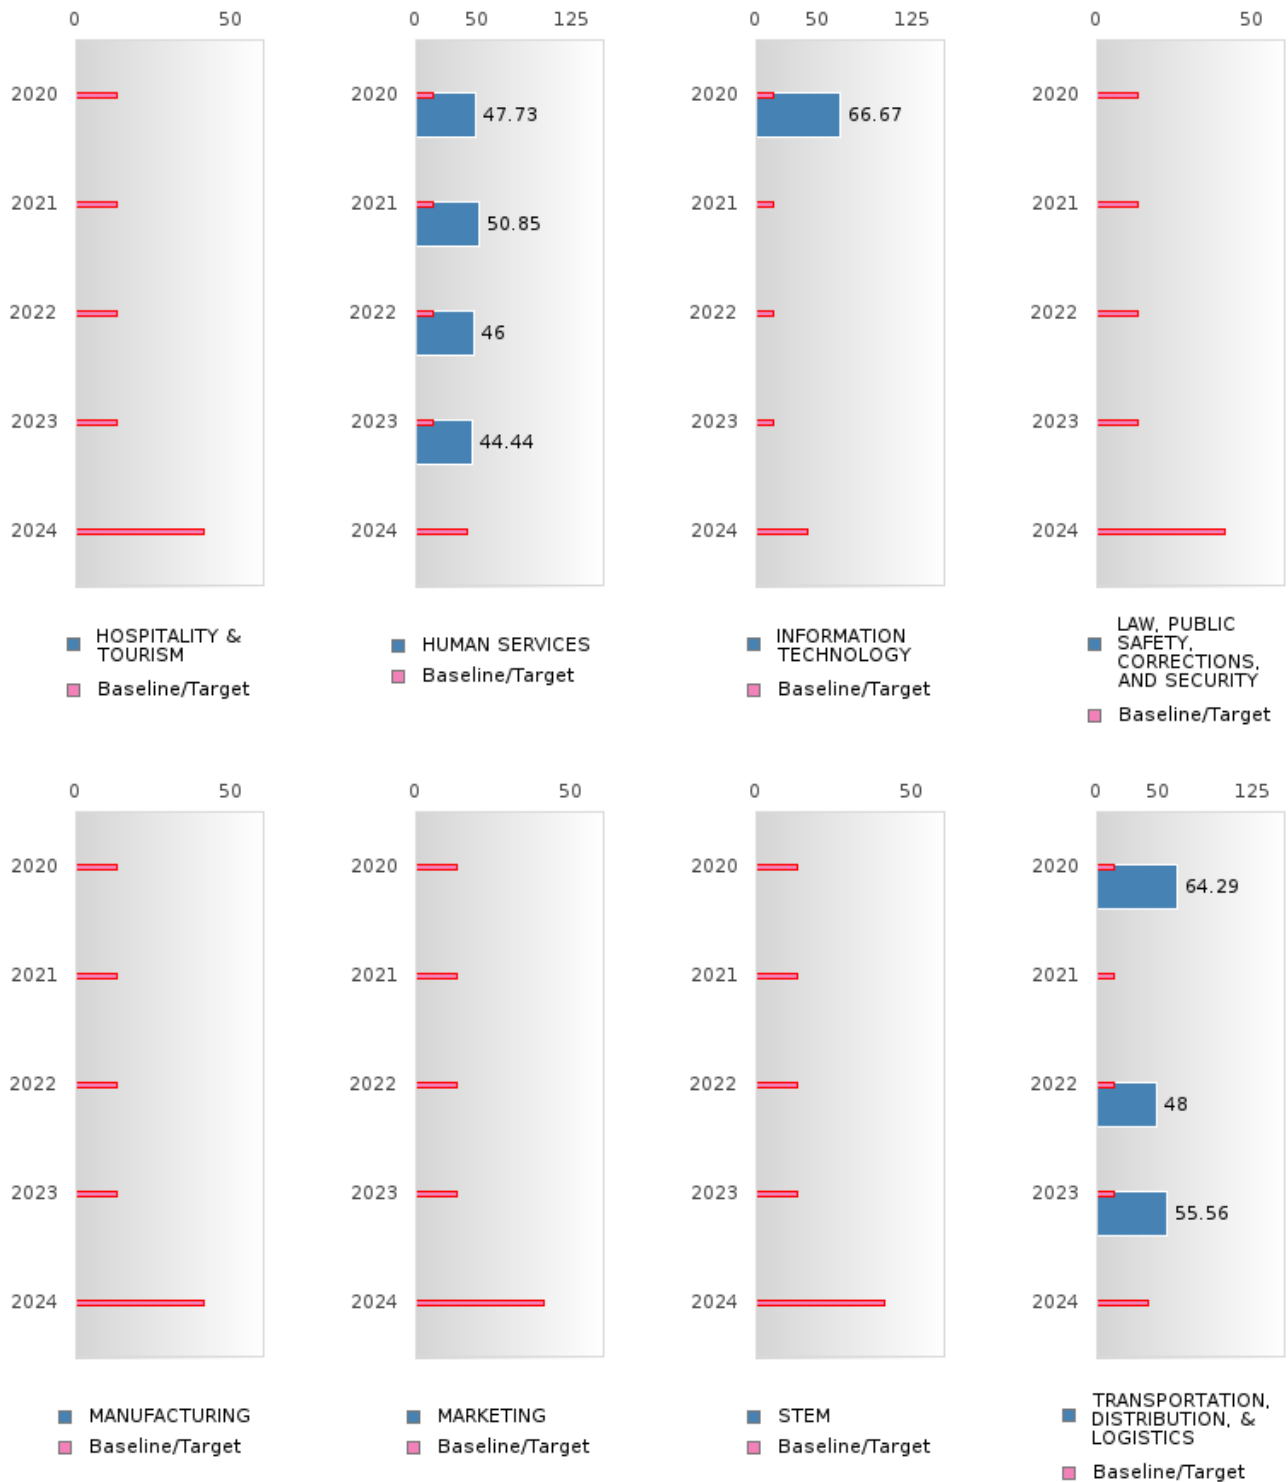 0 50
2020
2021
2022
2023
2024
HOSPITALITY &
TOURISM
Baseline/Target
0 50 125
2020 47.73
2021 50.85
2022 46
2023 44.44
2024
HUMAN SERVICES
Baseline/Target
0 50 125
2020 66.67
2021
2022
2023
2024
INFORMATION
TECHNOLOGY
Baseline/Target
0 50
2020
2021
2022
2023
2024
LAW, PUBLIC
SAFETY,
CORRECTIONS,
AND SECURITY
Baseline/Target
0 50
2020
2021
2022
2023
2024
MANUFACTURING
Baseline/Target
0 50
2020
2021
2022
2023
2024
MARKETING
Baseline/Target
0 50
2020
2021
2022
2023
2024
STEM
Baseline/Target
0 50 125
2020 64.29
2021
2022 48
2023 55.56
2024
TRANSPORTATION,
DISTRIBUTION, &
LOGISTICS
Baseline/Target